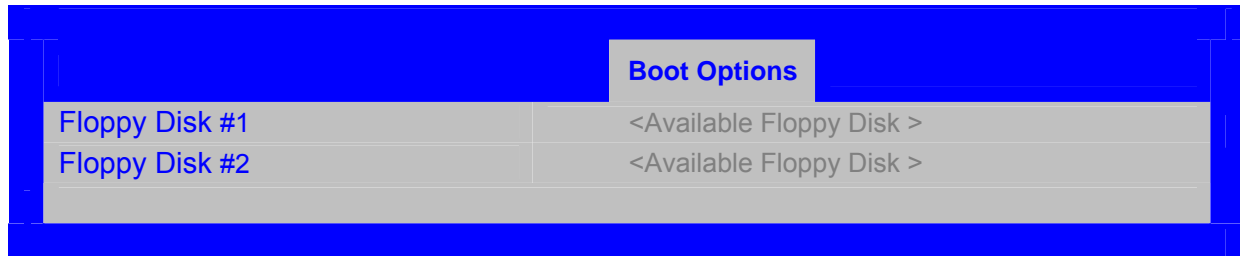 Boot Options
Floppy Disk #1 <Available Floppy Disk >
Floppy Disk #2 <Available Floppy Disk >